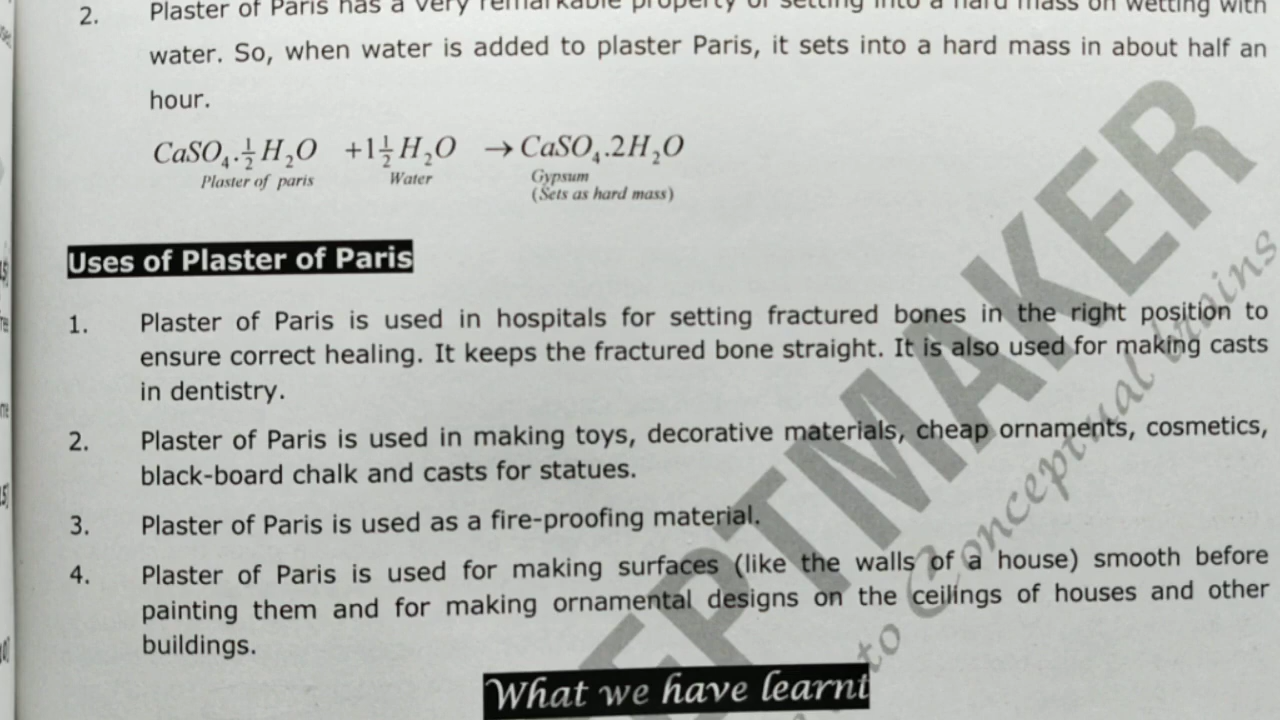 2. Plaster of Paris has a very remarkable property of setting into a hard mass on wetting with
water. So, when water is added to plaster Paris, it sets into a hard mass in about half an
hour.
CaSO₄.½H₂O +1½H₂O → CaSO₄.2H₂O
Plaster of paris Water Gypsum
(Sets as hard mass)
Uses of Plaster of Paris
1. Plaster of Paris is used in hospitals for setting fractured bones in the right position to
ensure correct healing. It keeps the fractured bone straight. It is also used for making casts
in dentistry.
2. Plaster of Paris is used in making toys, decorative materials, cheap ornaments, cosmetics,
black-board chalk and casts for statues.
3. Plaster of Paris is used as a fire-proofing material.
4. Plaster of Paris is used for making surfaces (like the walls of a house) smooth before
painting them and for making ornamental designs on the ceilings of houses and other
buildings.
What we have learnt
EPTMAKER
to Conceptual brains